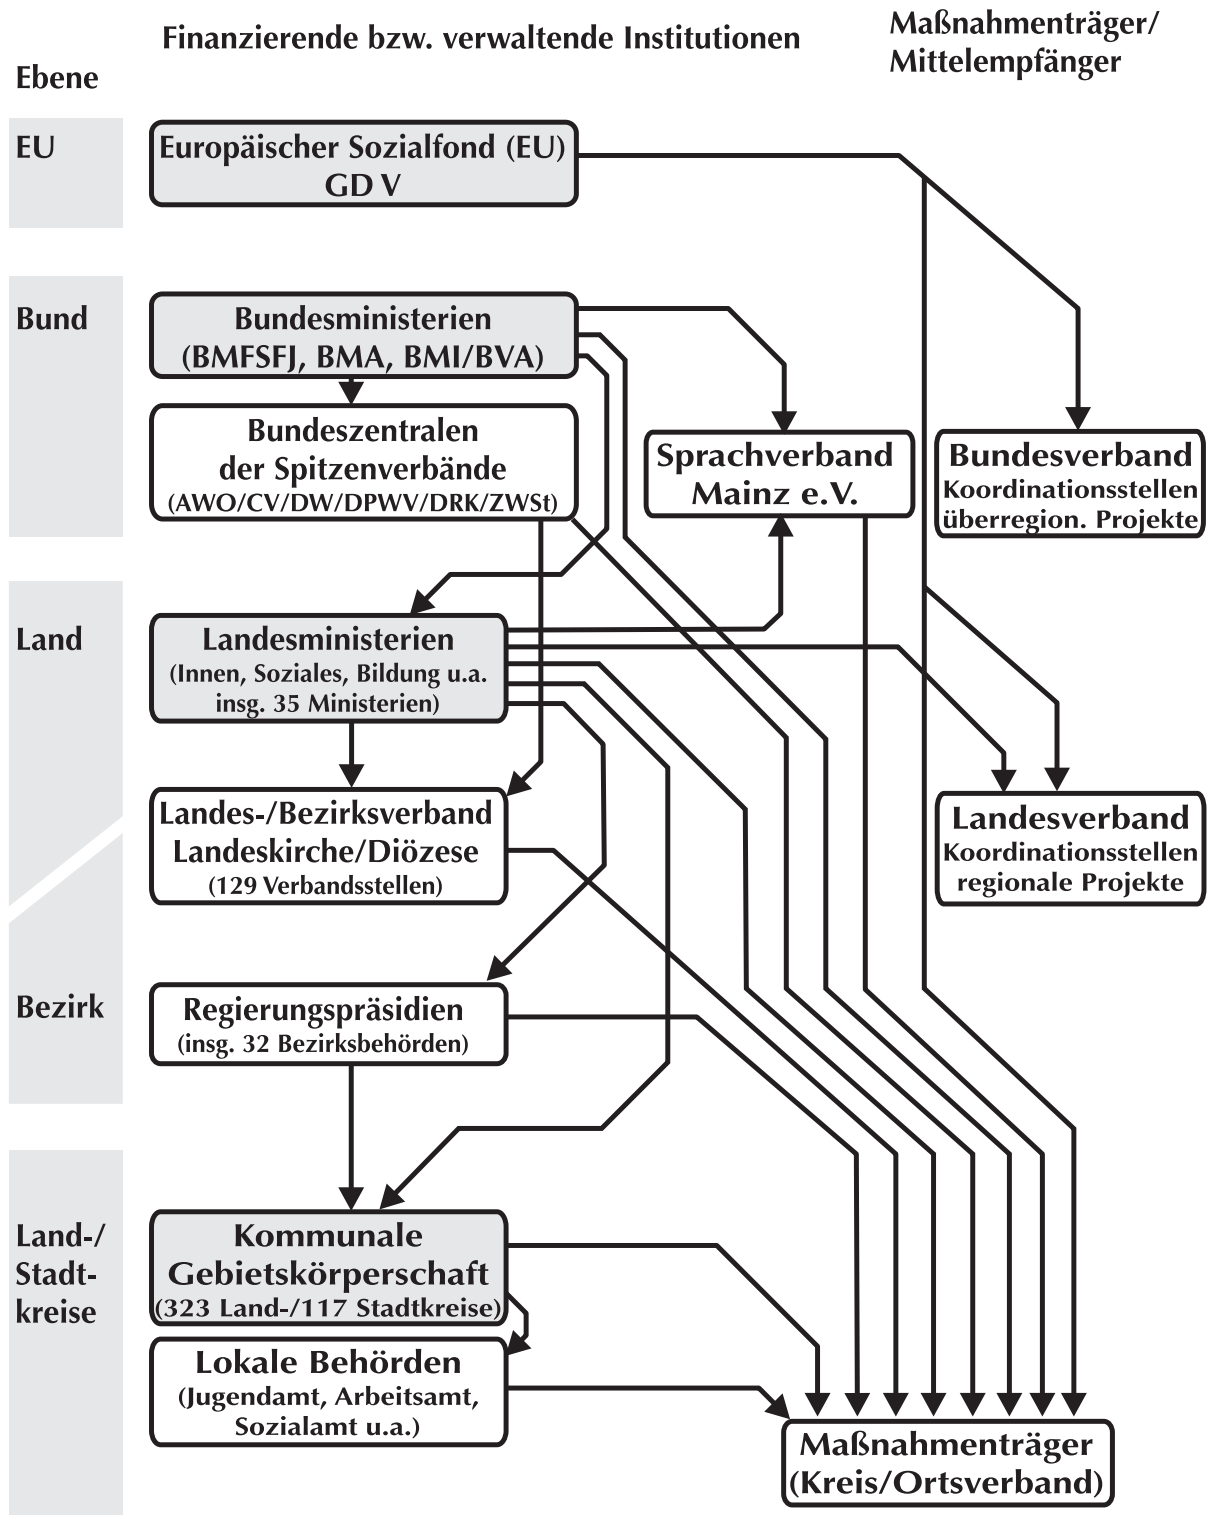 Finanzierende bzw. verwaltende Institutionen
Maßnahmenträger/
Mittelempfänger
Ebene
EU
Europäischer Sozialfond (EU)
GD V
Bund
Bundesministerien
(BMFSFJ, BMA, BMI/BVA)
Bundeszentralen
der Spitzenverbände
(AWO/CV/DW/DPWV/DRK/ZWSt)
Sprachverband
Mainz e.V.
Bundesverband
Koordinationsstellen
überregion. Projekte
Land
Landesministerien
(Innen, Soziales, Bildung u.a.
insg. 35 Ministerien)
Landes-/Bezirksverband
Landeskirche/Diözese
(129 Verbandsstellen)
Landesverband
Koordinationsstellen
regionale Projekte
Bezirk
Regierungspräsidien
(insg. 32 Bezirksbehörden)
Land-/
Stadt-
kreise
Kommunale
Gebietskörperschaft
(323 Land-/117 Stadtkreise)
Lokale Behörden
(Jugendamt, Arbeitsamt,
Sozialamt u.a.)
Maßnahmenträger
(Kreis/Ortsverband)